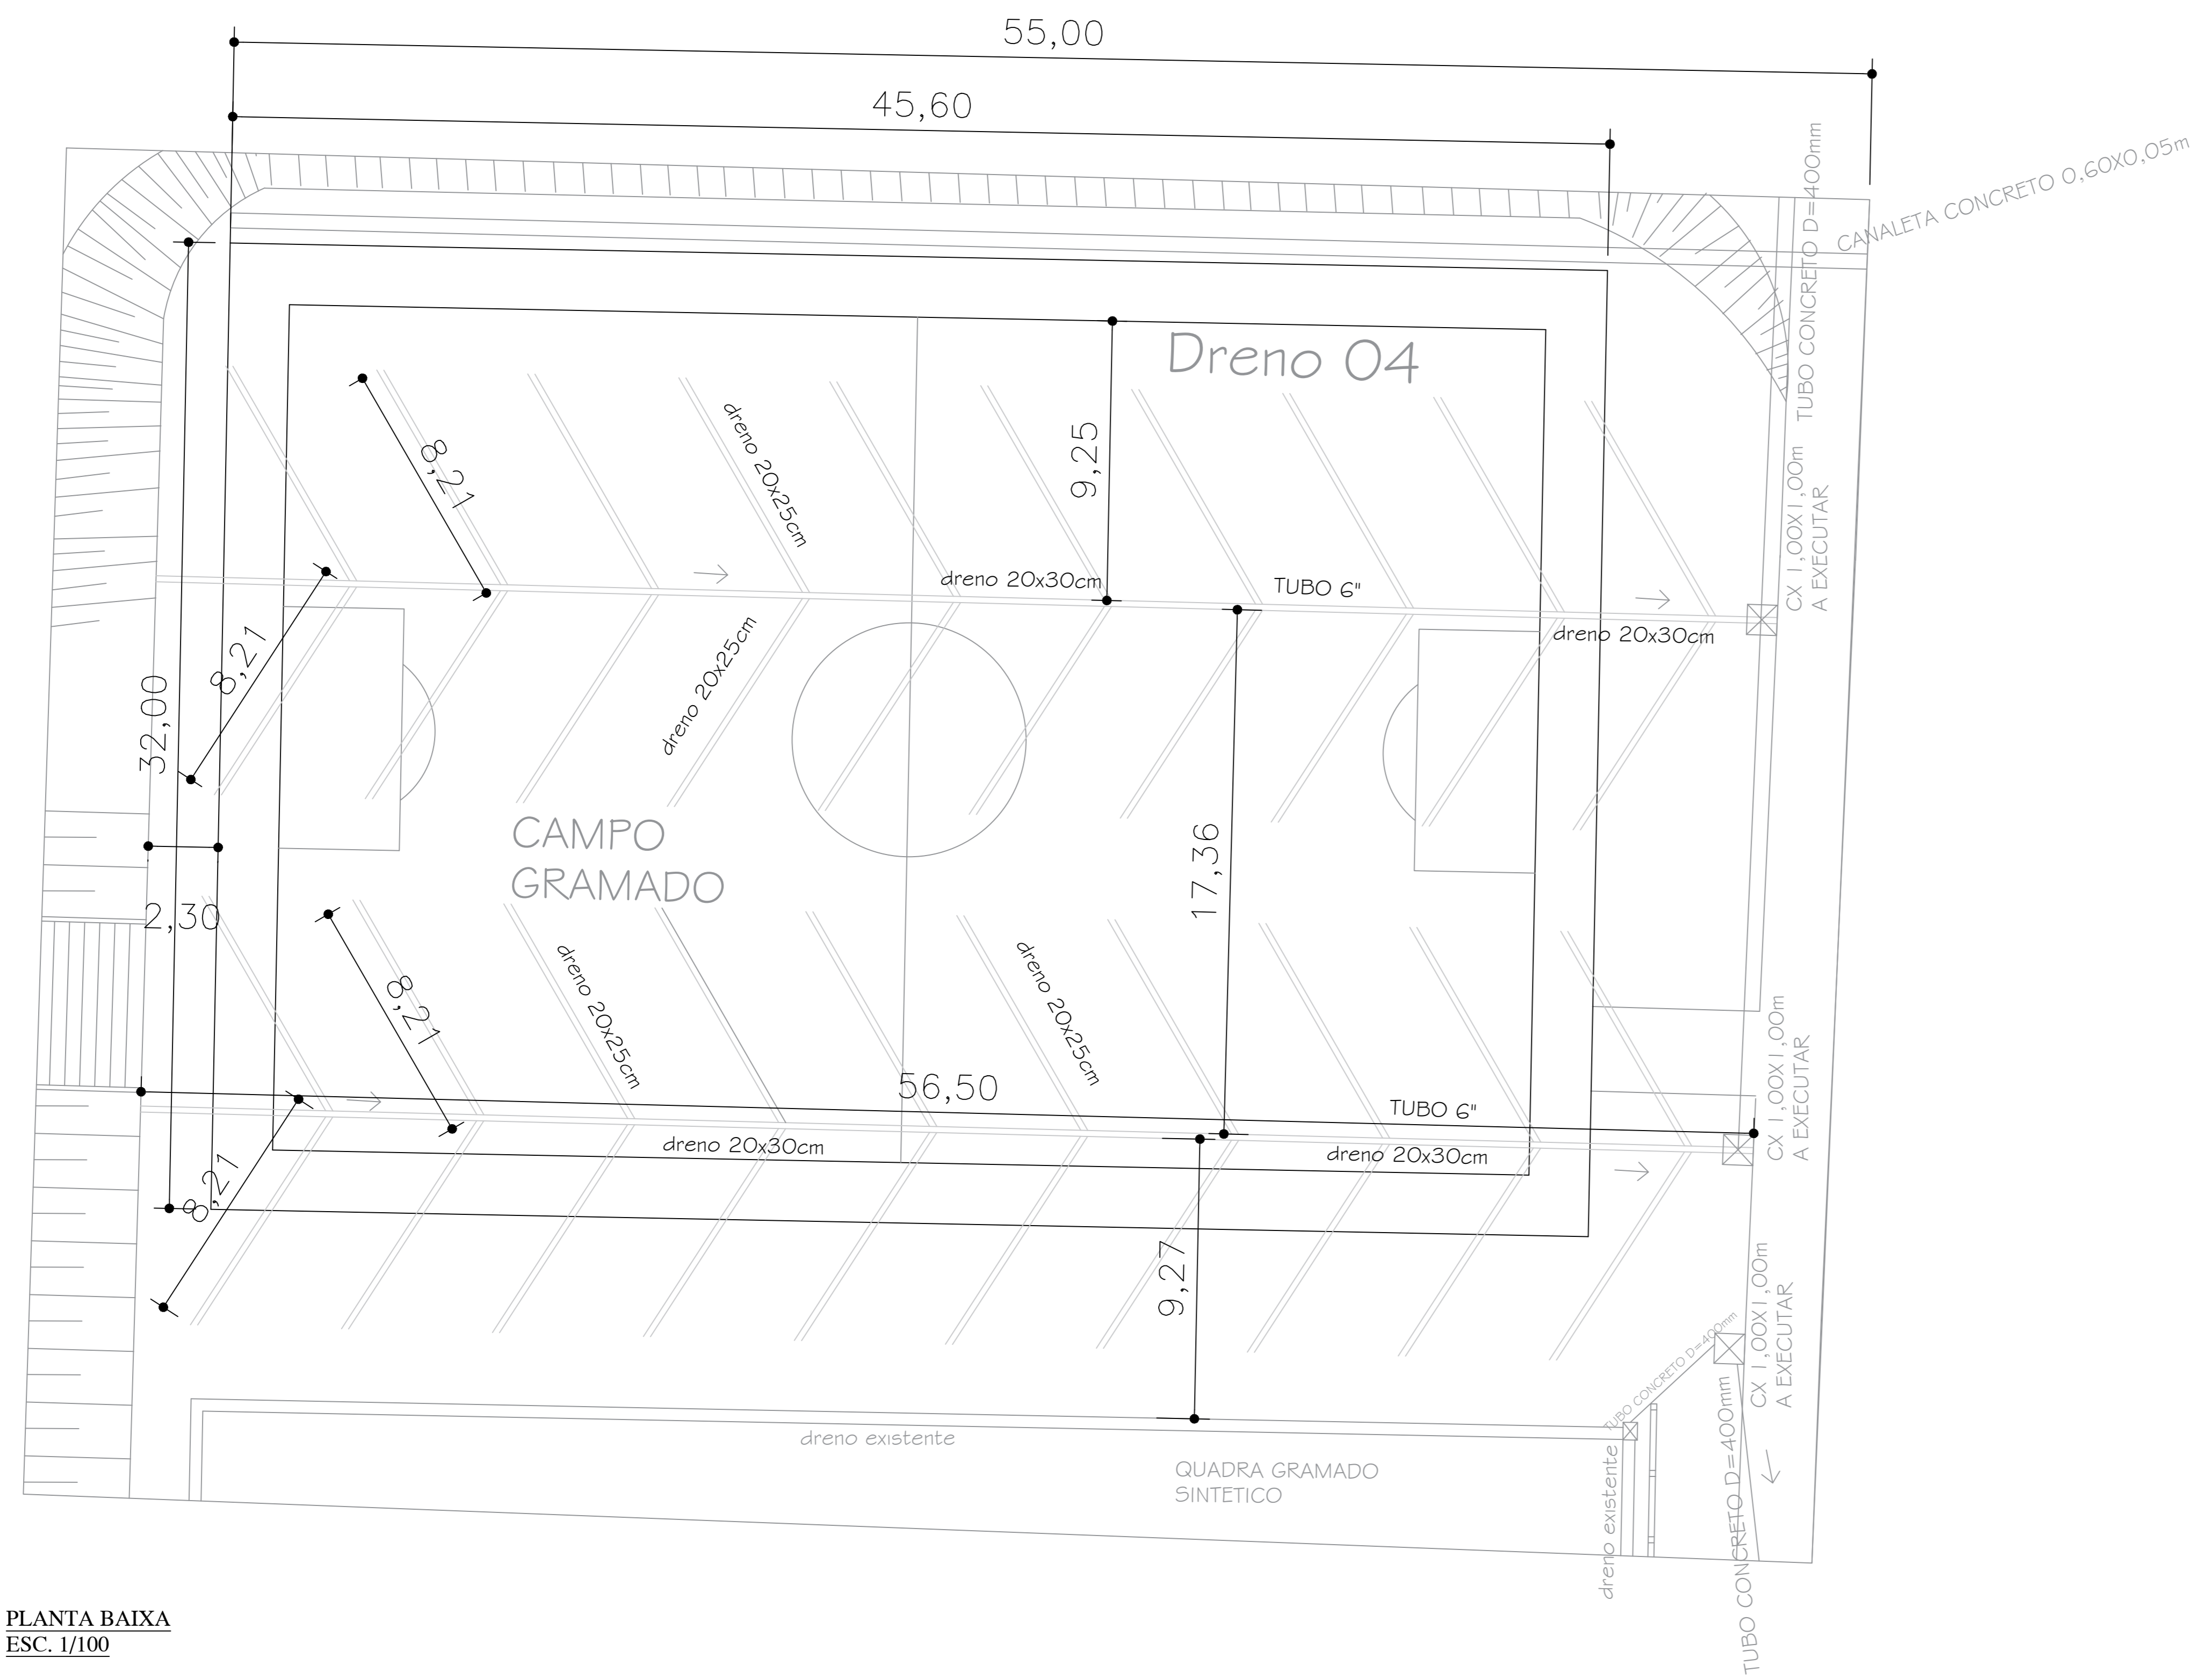 55,00
45,60
CANALETA CONCRETO 0,60X0,05m
TUBO CONCRETO D=400mm
Dreno 04
8,21
dreno 20x25cm
9,25
CX 1,00X1,00m
A EXECUTAR
dreno 20x30cm
TUBO 6"
dreno 20x30cm
8,21
dreno 20x25cm
32,00
CAMPO
GRAMADO
17,36
2,30
8,21
dreno 20x25cm
dreno 20x25cm
56,50
TUBO 6"
CX 1,00X1,00m
A EXECUTAR
dreno 20x30cm
dreno 20x30cm
8,21
9,27
CX 1,00X1,00m
A EXECUTAR
TUBO CONCRETO D=400mm
dreno existente
QUADRA GRAMADO
SINTETICO
dreno existente
TUBO CONCRETO D=400mm
PLANTA BAIXA
ESC. 1/100